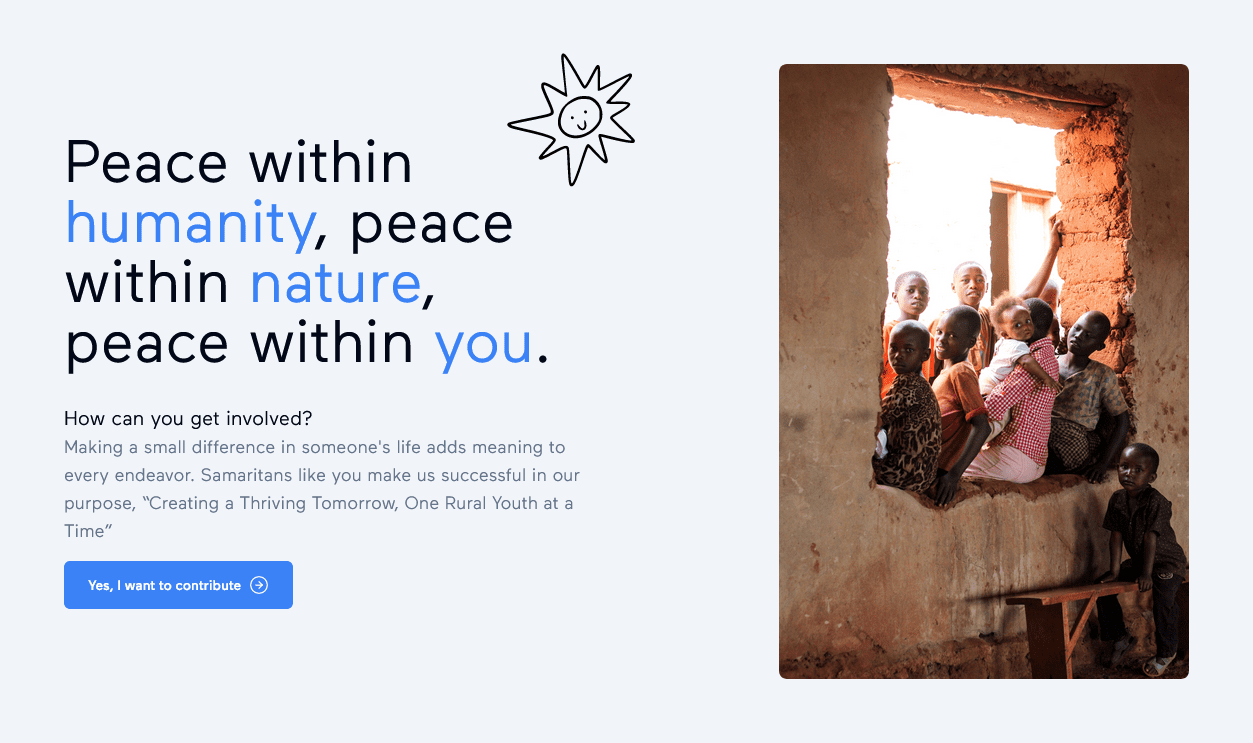 Peace within
humanity, peace
within nature,
peace within you.
How can you get involved?
Making a small difference in someone's life adds meaning to
every endeavor. Samaritans like you make us successful in our
purpose, “Creating a Thriving Tomorrow, One Rural Youth at a
Time”
Yes, I want to contribute